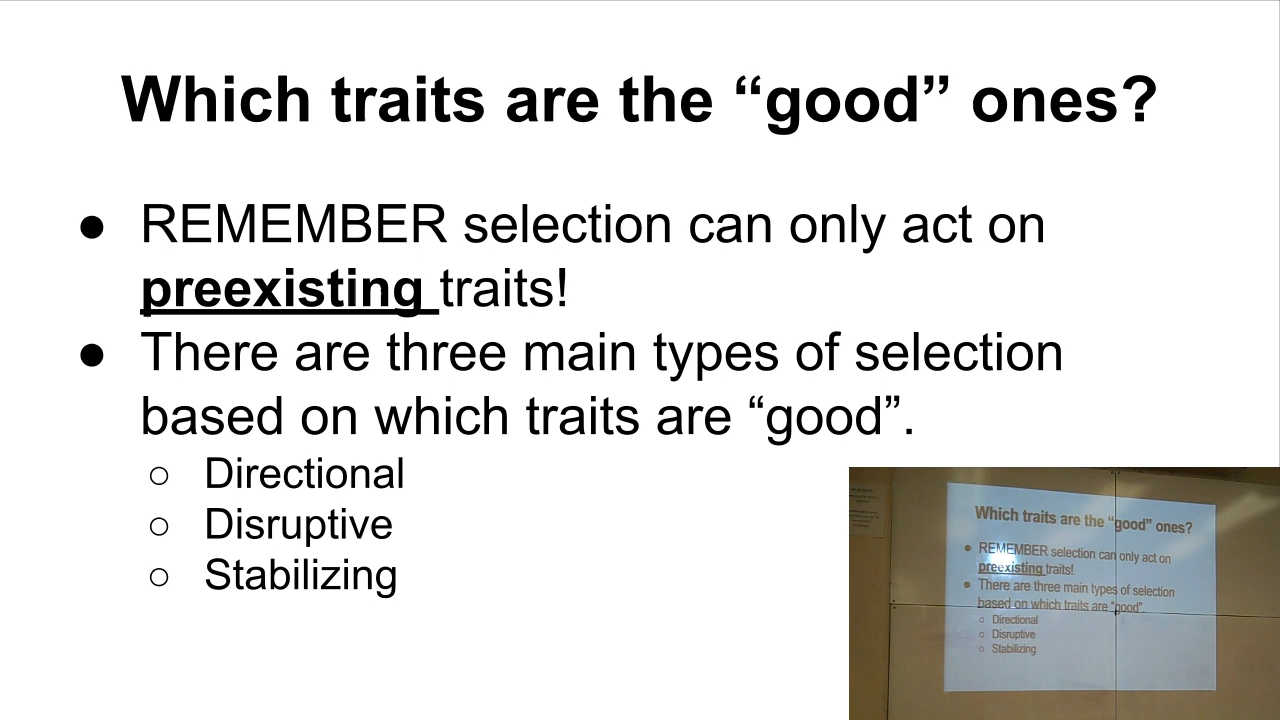 Which traits are the “good” ones?
● REMEMBER selection can only act on
preexisting traits!
● There are three main types of selection
based on which traits are “good”.
○ Directional
○ Disruptive
○ Stabilizing
Which traits are the “good” ones?
● REMEMBER selection can only act on
preexisting traits!
● There are three main types of selection
based on which traits are “good”.
○ Directional
○ Disruptive
○ Stabilizing